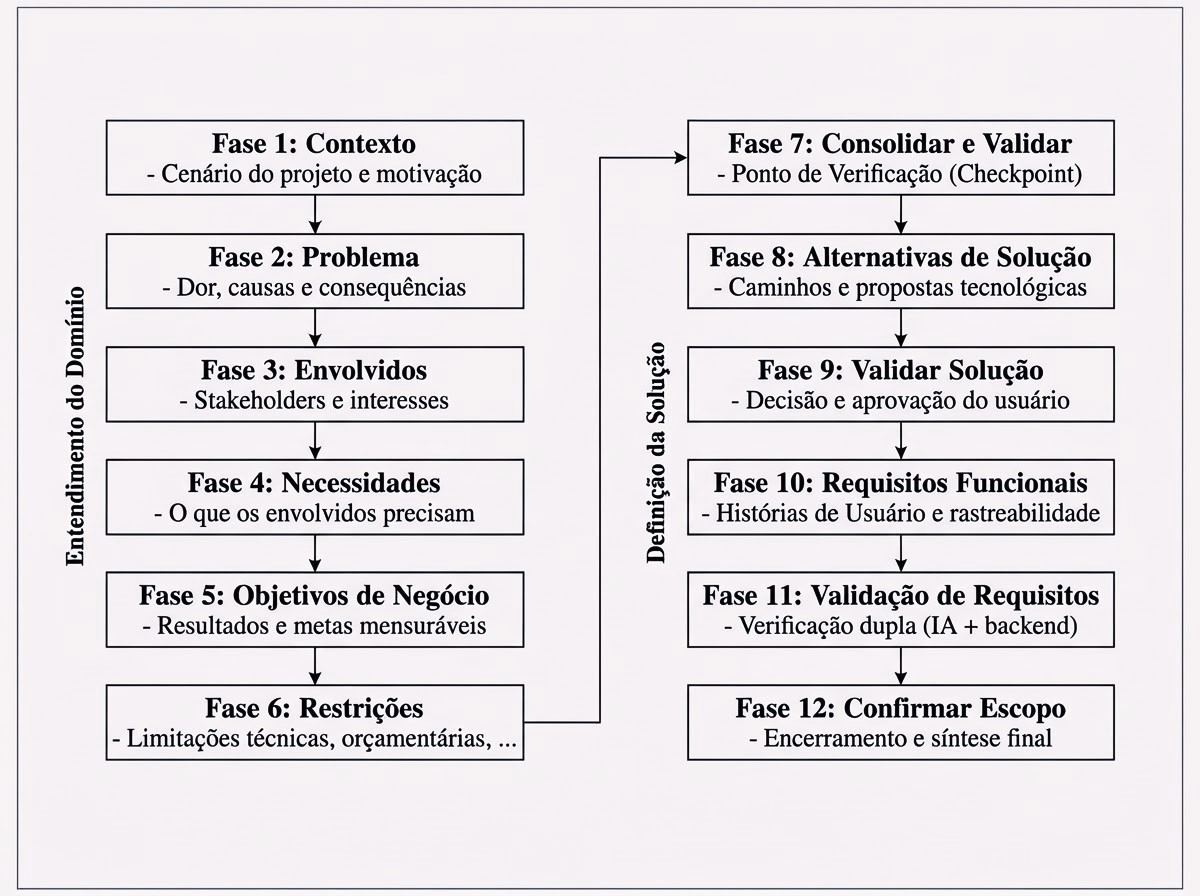 Entendimento do Domínio
Fase 1: Contexto
- Cenário do projeto e motivação
Fase 2: Problema
- Dor, causas e consequências
Fase 3: Envolvidos
- Stakeholders e interesses
Fase 4: Necessidades
- O que os envolvidos precisam
Fase 5: Objetivos de Negócio
- Resultados e metas mensuráveis
Fase 6: Restrições
- Limitações técnicas, orçamentárias, ...
Definição da Solução
Fase 7: Consolidar e Validar
- Ponto de Verificação (Checkpoint)
Fase 8: Alternativas de Solução
- Caminhos e propostas tecnológicas
Fase 9: Validar Solução
- Decisão e aprovação do usuário
Fase 10: Requisitos Funcionais
- Histórias de Usuário e rastreabilidade
Fase 11: Validação de Requisitos
- Verificação dupla (IA + backend)
Fase 12: Confirmar Escopo
- Encerramento e síntese final